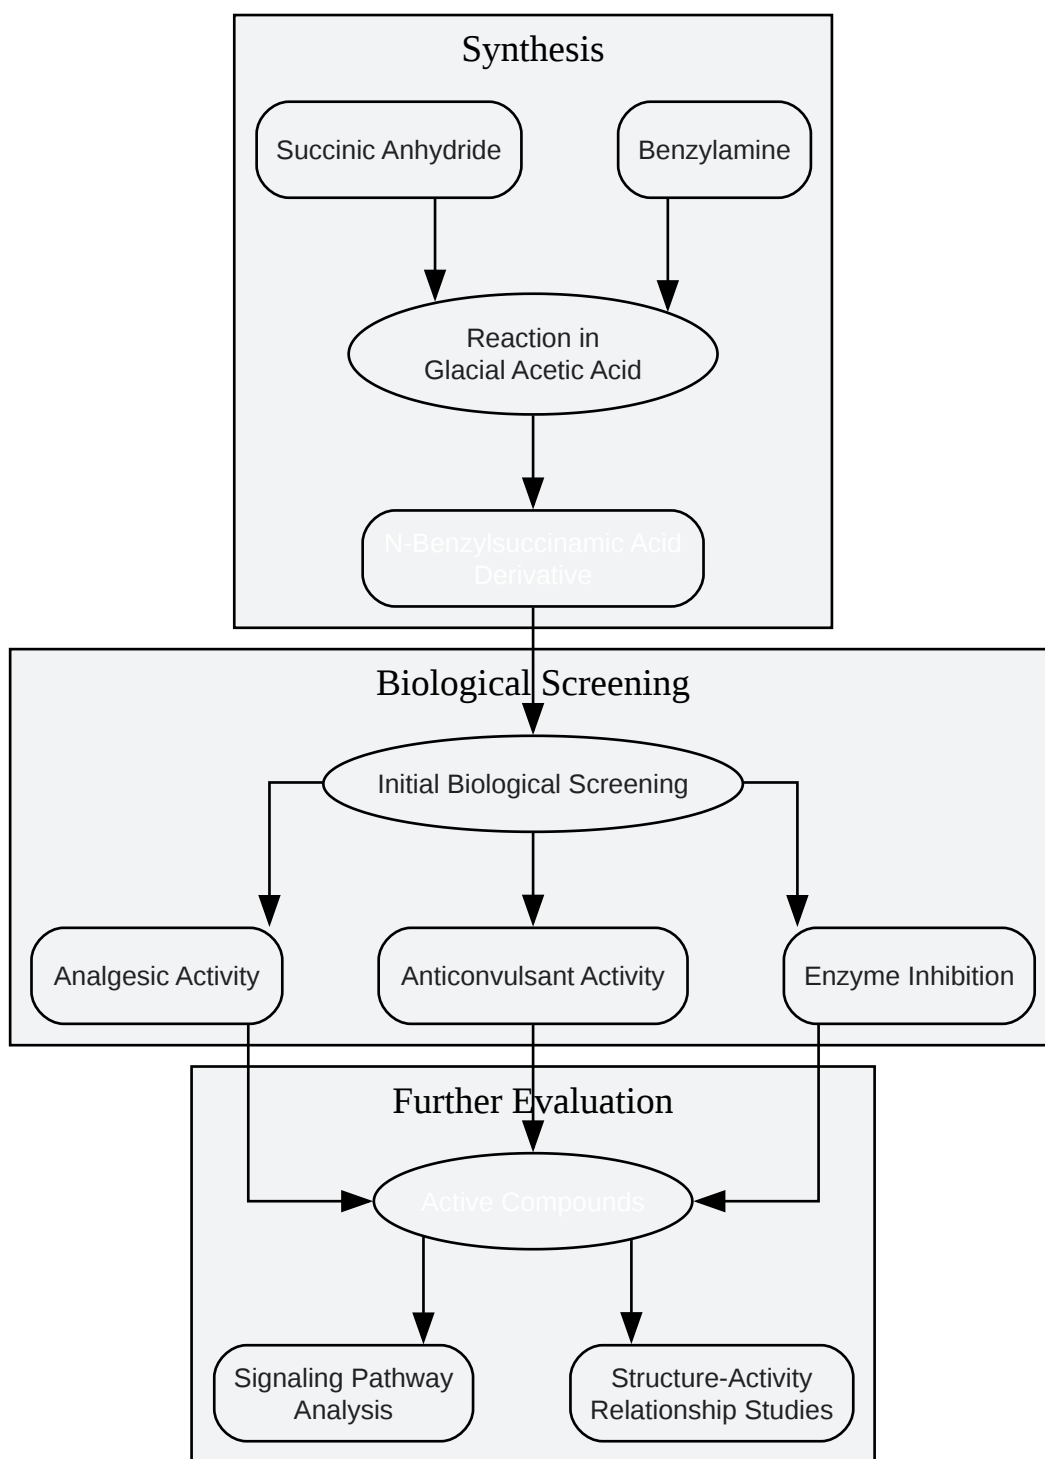 Synthesis
Succinic Anhydride
Benzylamine
Reaction in
Glacial Acetic Acid
N-Benzylsuccinamic Acid
Derivative
Biological Screening
Initial Biological Screening
Analgesic Activity
Anticonvulsant Activity
Enzyme Inhibition
Further Evaluation
Active Compounds
Signaling Pathway
Analysis
Structure-Activity
Relationship Studies